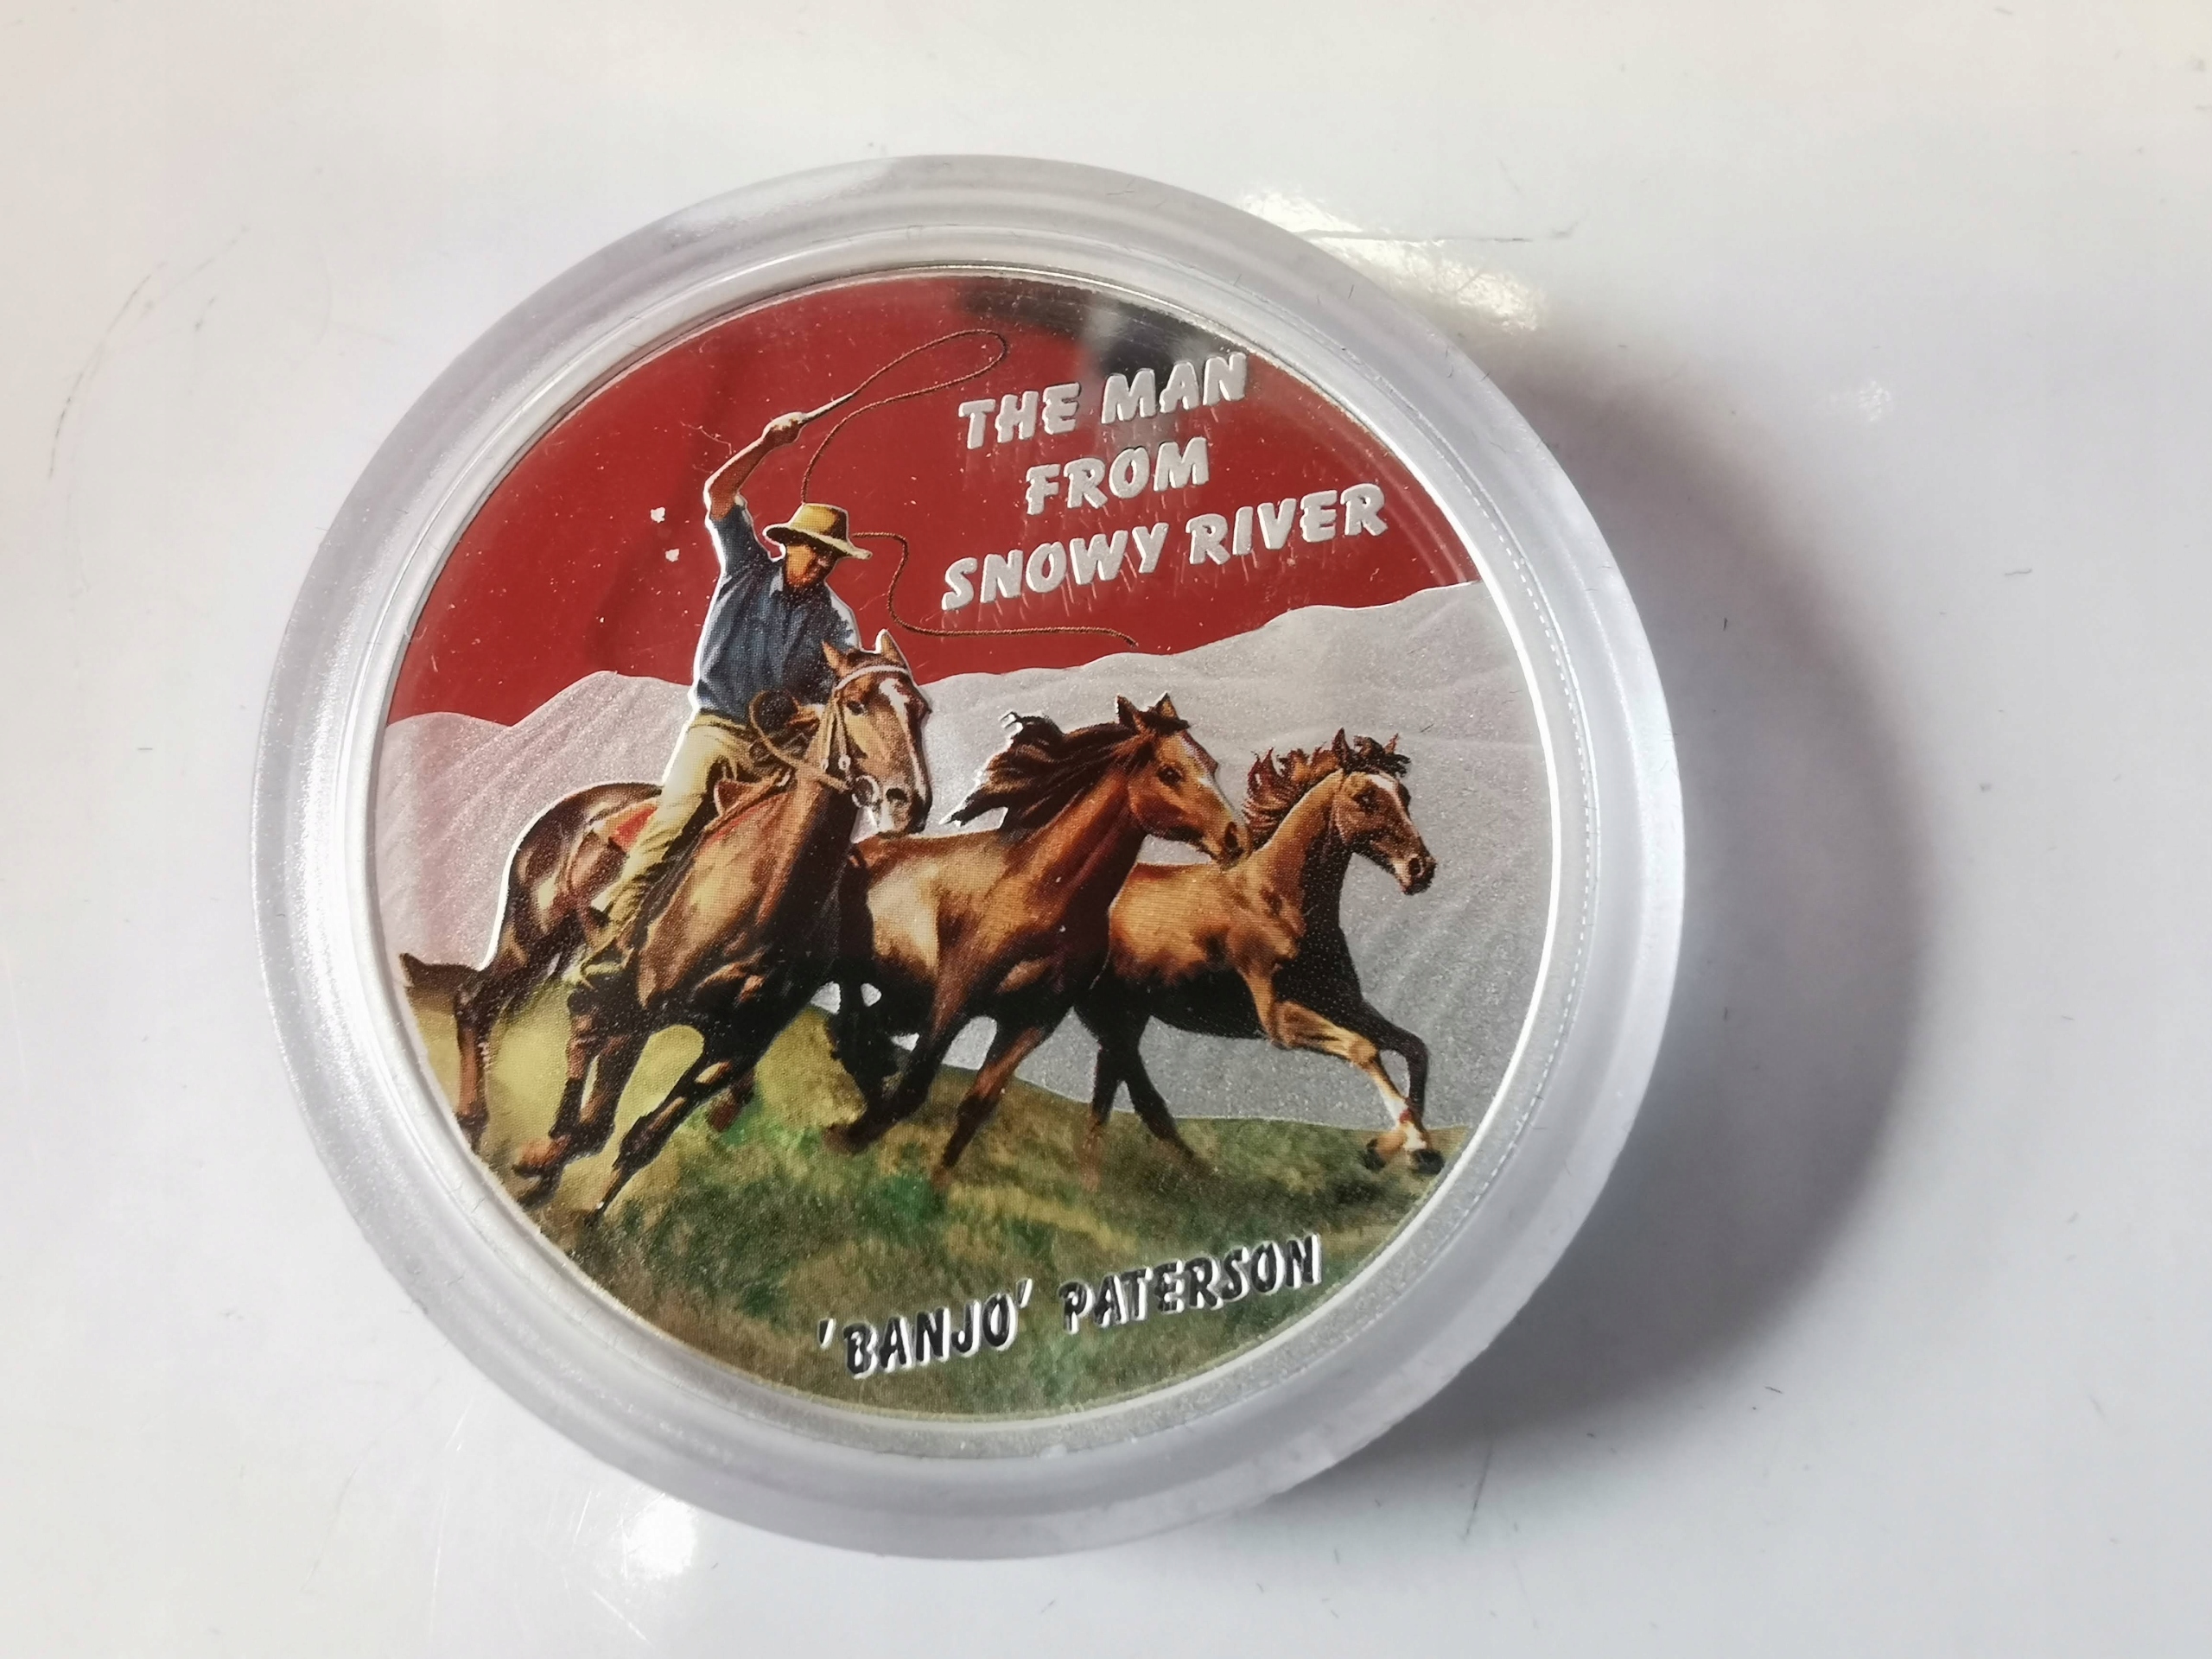 THE MAN
FROM
SNOWY RIVER
'BANJO' PATERSON